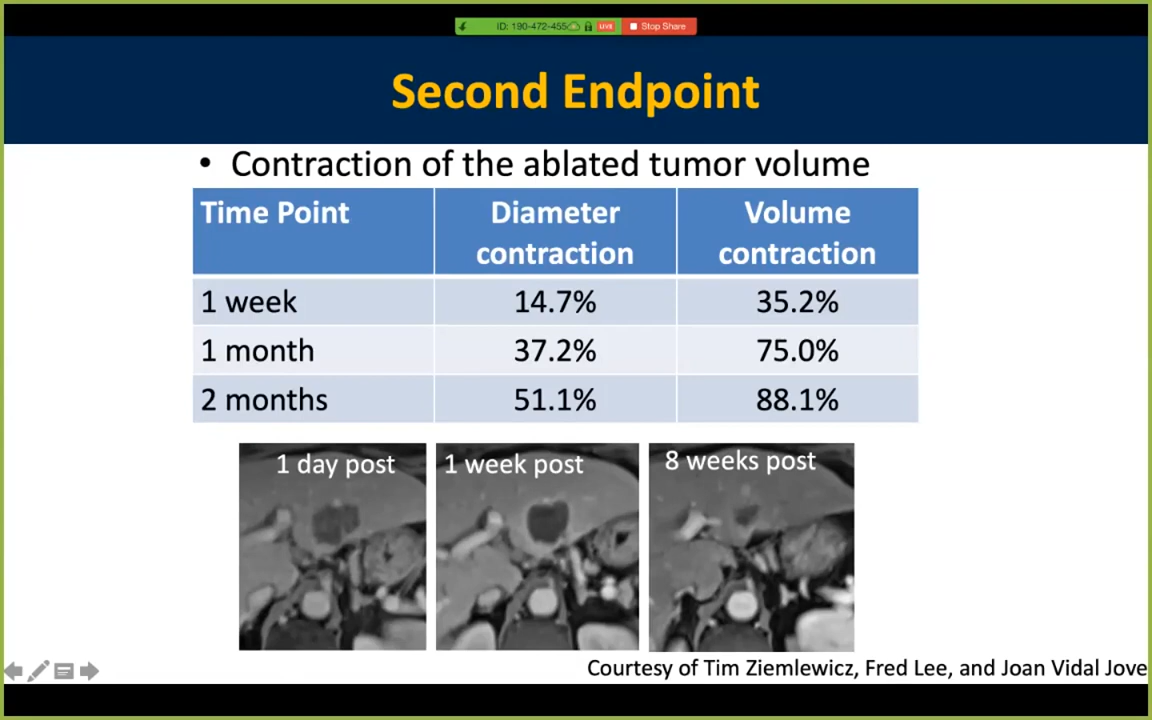 ID: 190-472-455 LIVE Stop Share
Second Endpoint
• Contraction of the ablated tumor volume
Time Point Diameter contraction Volume contraction
1 week 14.7% 35.2%
1 month 37.2% 75.0%
2 months 51.1% 88.1%
1 day post 1 week post 8 weeks post
Courtesy of Tim Ziemlewicz, Fred Lee, and Joan Vidal Jove